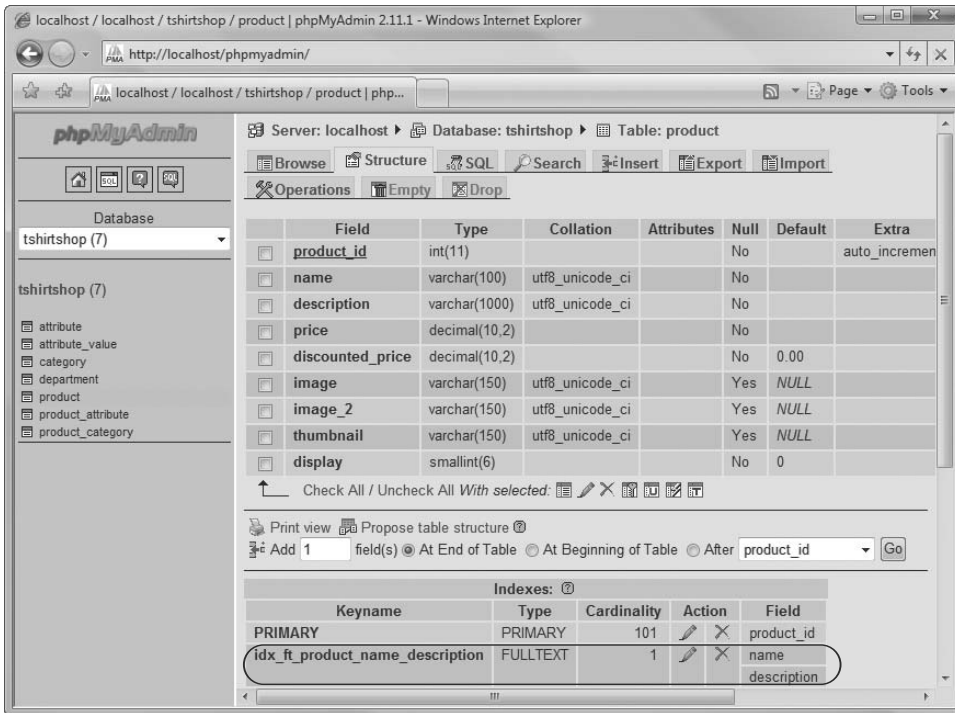 localhost / localhost / tshirtshop / product | phpMyAdmin 2.11.1 - Windows Internet Explorer
PMA http://localhost/phpmyadmin/
PMA localhost / localhost / tshirtshop / product | php...
Page Tools
phpMyAdmin
SQL
Database
tshirtshop (7)
tshirtshop (7)
attribute
attribute_value
category
department
product
product_attribute
product_category
Server: localhost Database: tshirtshop Table: product
Browse Structure SQL Search Insert Export Import
Operations Empty Drop
Field Type Collation Attributes Null Default Extra
product_id int(11) No auto_incremen
name varchar(100) utf8_unicode_ci No
description varchar(1000) utf8_unicode_ci No
price decimal(10,2) No
discounted_price decimal(10,2) No 0.00
image varchar(150) utf8_unicode_ci Yes NULL
image_2 varchar(150) utf8_unicode_ci Yes NULL
thumbnail varchar(150) utf8_unicode_ci Yes NULL
display smallint(6) No 0
Check All / Uncheck All With selected:
Print view Propose table structure
Add 1 field(s) At End of Table At Beginning of Table After product_id Go
Indexes:
Keyname Type Cardinality Action Field
PRIMARY PRIMARY 101 product_id
idx_ft_product_name_description FULLTEXT 1 name
description